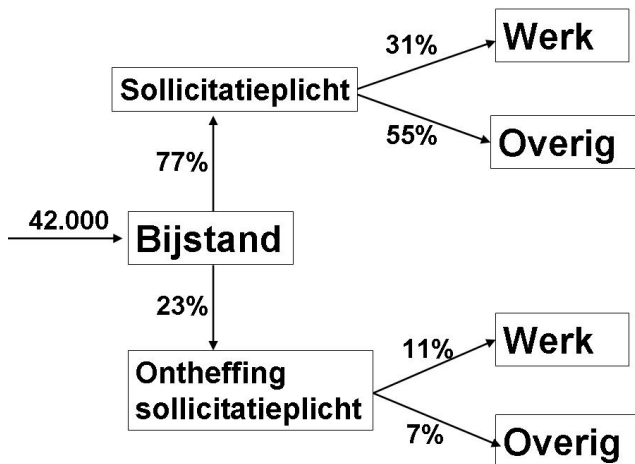 31%
Werk
Sollicitatieplicht
55%
Overig
77%
42.000
Bijstand
23%
11%
Werk
Ontheffing
sollicitatieplicht
7%
Overig